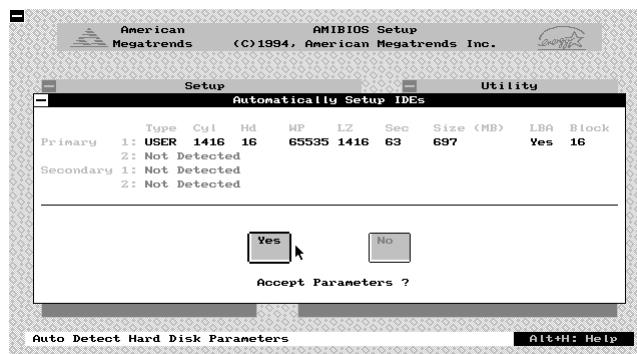 American AMIBIOS Setup
Megatrends (C)1994, American Megatrends Inc. energy
Setup Utility
Automatically Setup IDEs
Type Cyl Hd WP LZ Sec Size (MB) LBA Block
Primary 1: USER 1416 16 65535 1416 63 697 Yes 16
2: Not Detected
Secondary 1: Not Detected
2: Not Detected
Yes No
Accept Parameters ?
Auto Detect Hard Disk Parameters Alt+H: Help